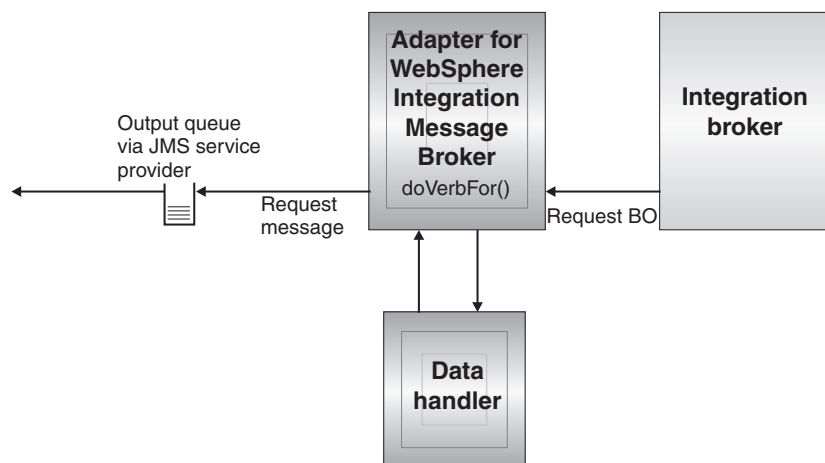 Adapter for
WebSphere
Integration
Message
Broker
doVerbFor()
Integration
broker
Output queue
via JMS service
provider
Request
message
Request BO
Data
handler